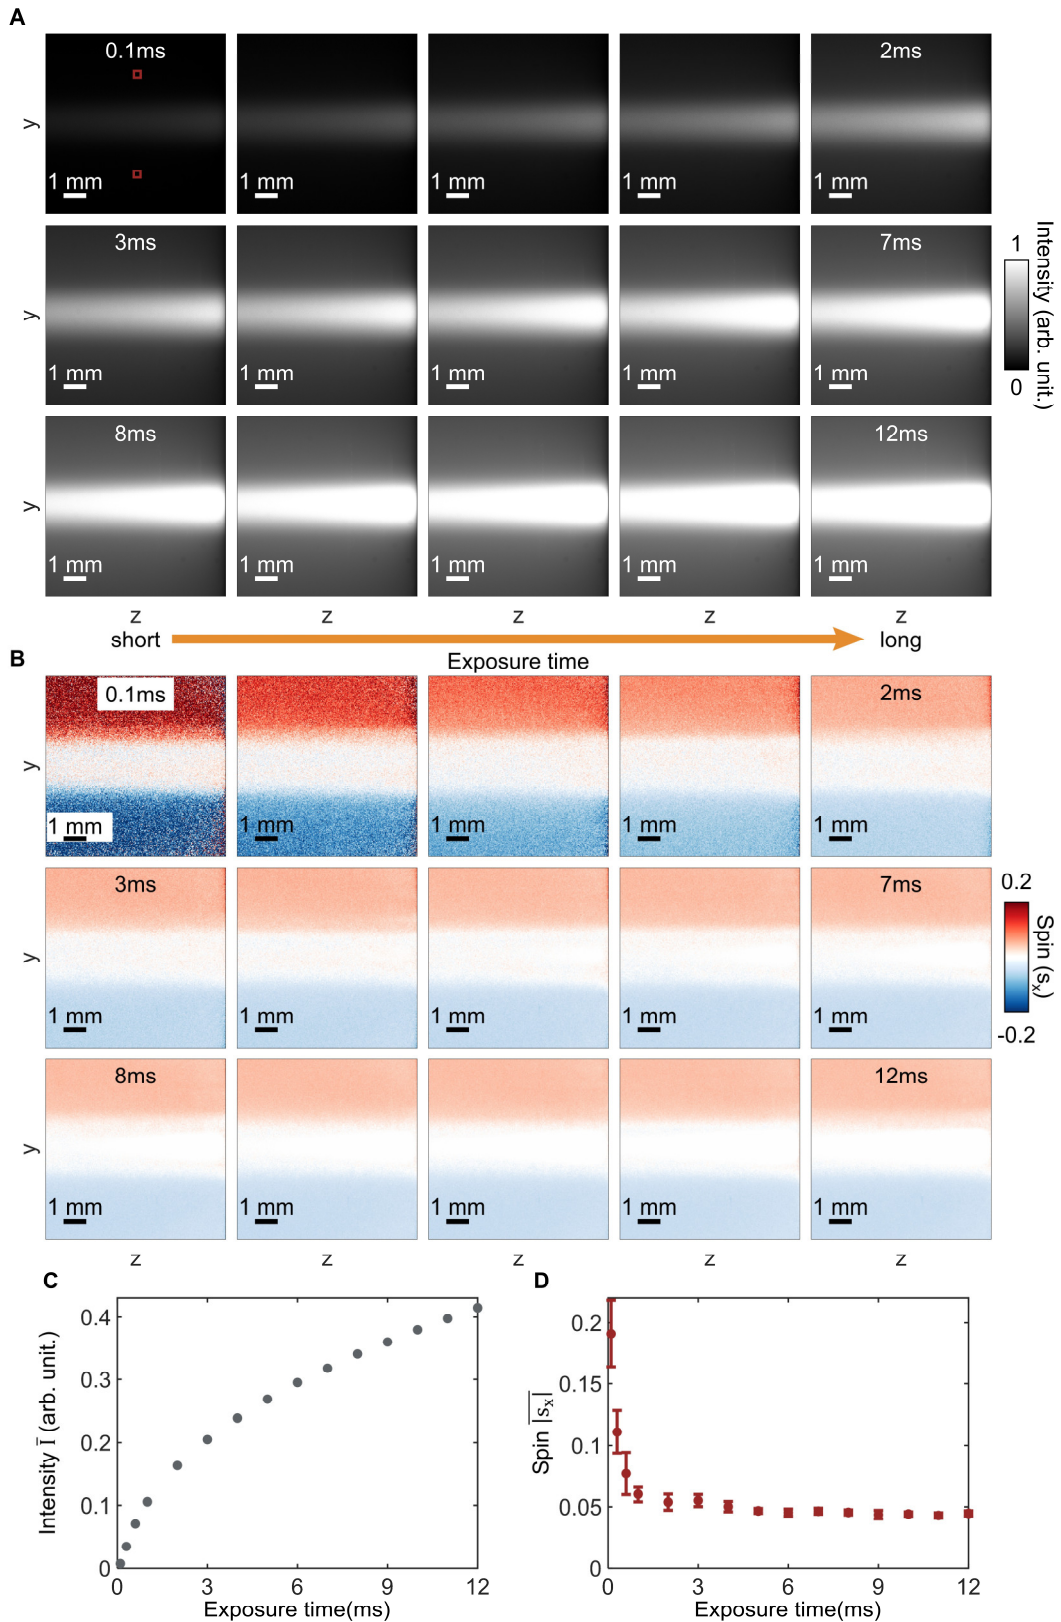 A
0.1ms
2ms
y
1 mm
1 mm
1 mm
1 mm
1 mm
3ms
7ms
y
1 mm
1 mm
1 mm
1 mm
1 mm
1
0
Intensity (arb. unit.)
8ms
12ms
y
1 mm
1 mm
1 mm
1 mm
1 mm
z
z
z
z
z
short
long
Exposure time
B
0.1ms
2ms
y
1 mm
1 mm
1 mm
1 mm
1 mm
3ms
7ms
y
1 mm
1 mm
1 mm
1 mm
1 mm
0.2
-0.2
Spin (sₓ)
8ms
12ms
y
1 mm
1 mm
1 mm
1 mm
1 mm
z
z
z
z
z
C
Intensity Ī (arb. unit.)
0.4
0.3
0.2
0.1
0
0 3 6 9 12
Exposure time(ms)
D
Spin |sₓ|
0.2
0.15
0.1
0.05
0
0 3 6 9 12
Exposure time(ms)